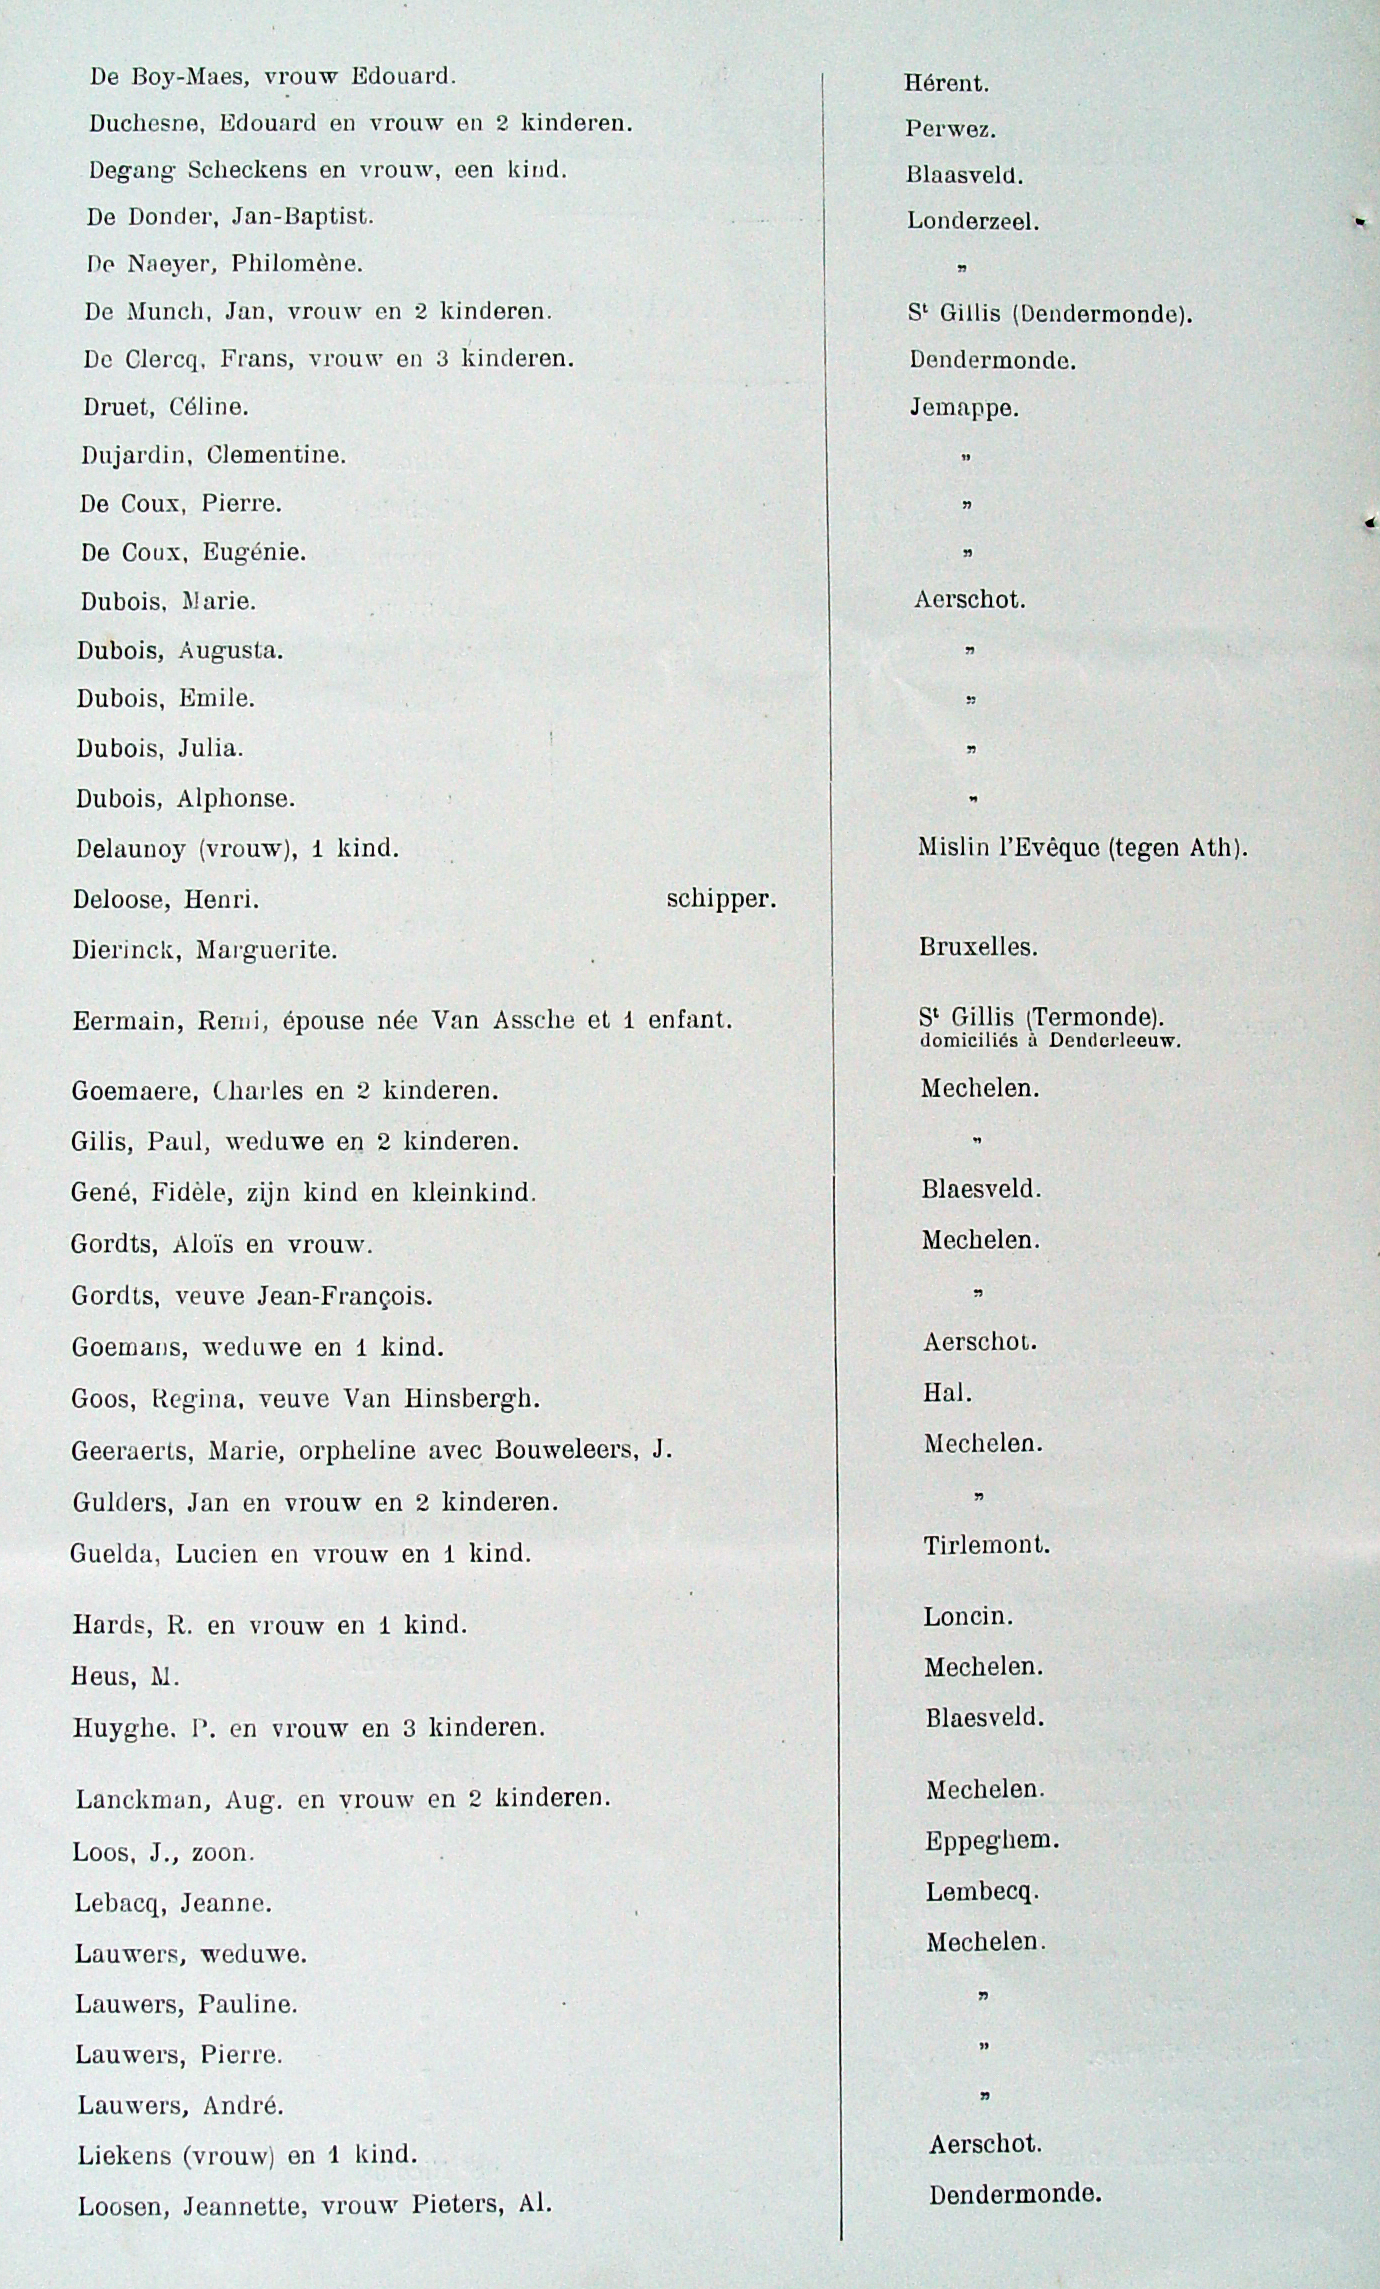 De Boy-Maes, vrouw Edouard. Hérent.
Duchesne, Edouard en vrouw en 2 kinderen. Perwez.
Degang Scheckens en vrouw, een kind. Blaasveld.
De Donder, Jan-Baptist. Londerzeel.
De Naeyer, Philomène. „
De Munch, Jan, vrouw en 2 kinderen. St Gillis (Dendermonde).
De Clercq, Frans, vrouw en 3 kinderen. Dendermonde.
Druet, Céline. Jemappe.
Dujardin, Clementine. „
De Coux, Pierre. „
De Coux, Eugénie. „
Dubois, Marie. Aerschot.
Dubois, Augusta. „
Dubois, Emile. „
Dubois, Julia. „
Dubois, Alphonse. „
Delaunoy (vrouw), 1 kind. Mislin l'Evêque (tegen Ath).
Deloose, Henri. schipper.
Dierinck, Marguerite. Bruxelles.
Eermain, Remi, épouse née Van Assche et 1 enfant. St Gillis (Termonde).
domiciliés à Denderleeuw.
Goemaere, Charles en 2 kinderen. Mechelen.
Gilis, Paul, weduwe en 2 kinderen. „
Gené, Fidèle, zijn kind en kleinkind. Blaesveld.
Gordts, Aloïs en vrouw. Mechelen.
Gordts, veuve Jean-François. „
Goemans, weduwe en 1 kind. Aerschot.
Goos, Regina, veuve Van Hinsbergh. Hal.
Geeraerts, Marie, orpheline avec Bouweleers, J. Mechelen.
Gulders, Jan en vrouw en 2 kinderen. „
Guelda, Lucien en vrouw en 1 kind. Tirlemont.
Hards, R. en vrouw en 1 kind. Loncin.
Heus, M. Mechelen.
Huyghe. P. en vrouw en 3 kinderen. Blaesveld.
Lanckman, Aug. en vrouw en 2 kinderen. Mechelen.
Loos, J., zoon. Eppeghem.
Lebacq, Jeanne. Lembecq.
Lauwers, weduwe. Mechelen.
Lauwers, Pauline. „
Lauwers, Pierre. „
Lauwers, André. „
Liekens (vrouw) en 1 kind. Aerschot.
Loosen, Jeannette, vrouw Pieters, Al. Dendermonde.